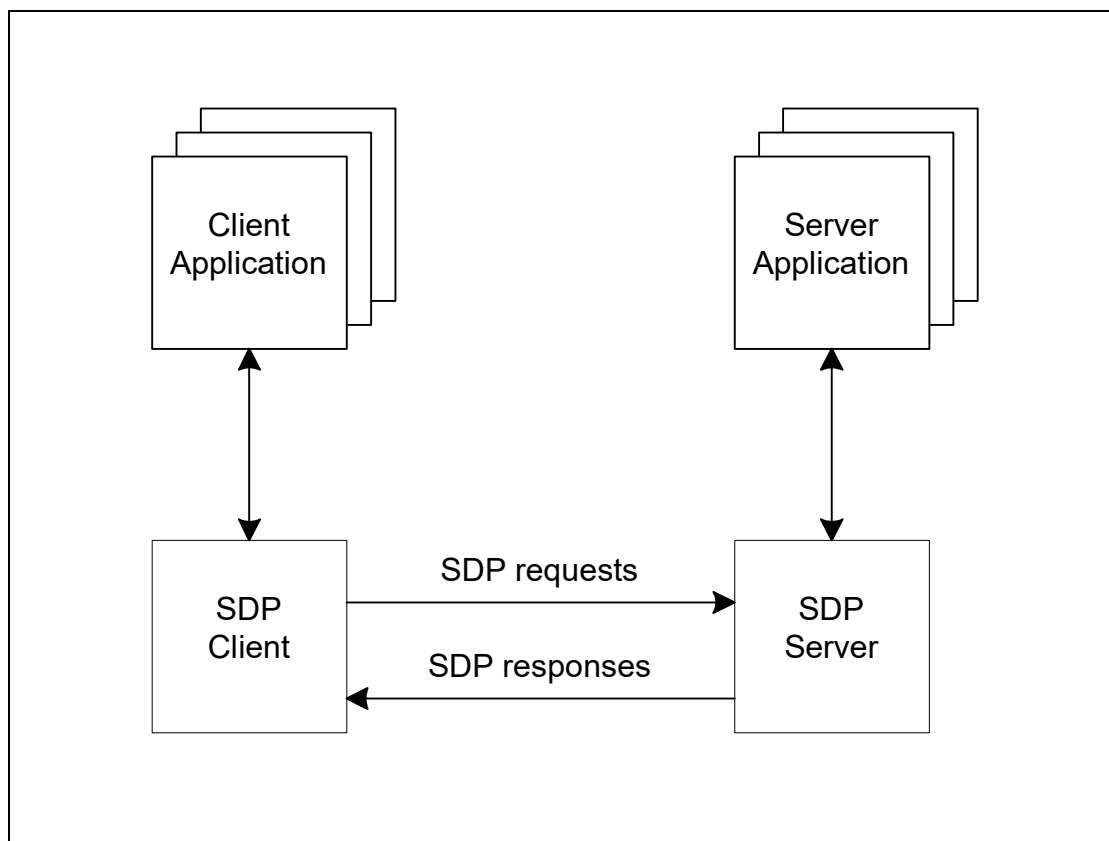 Client
Application
Server
Application
SDP requests
SDP
Client
SDP
Server
SDP responses